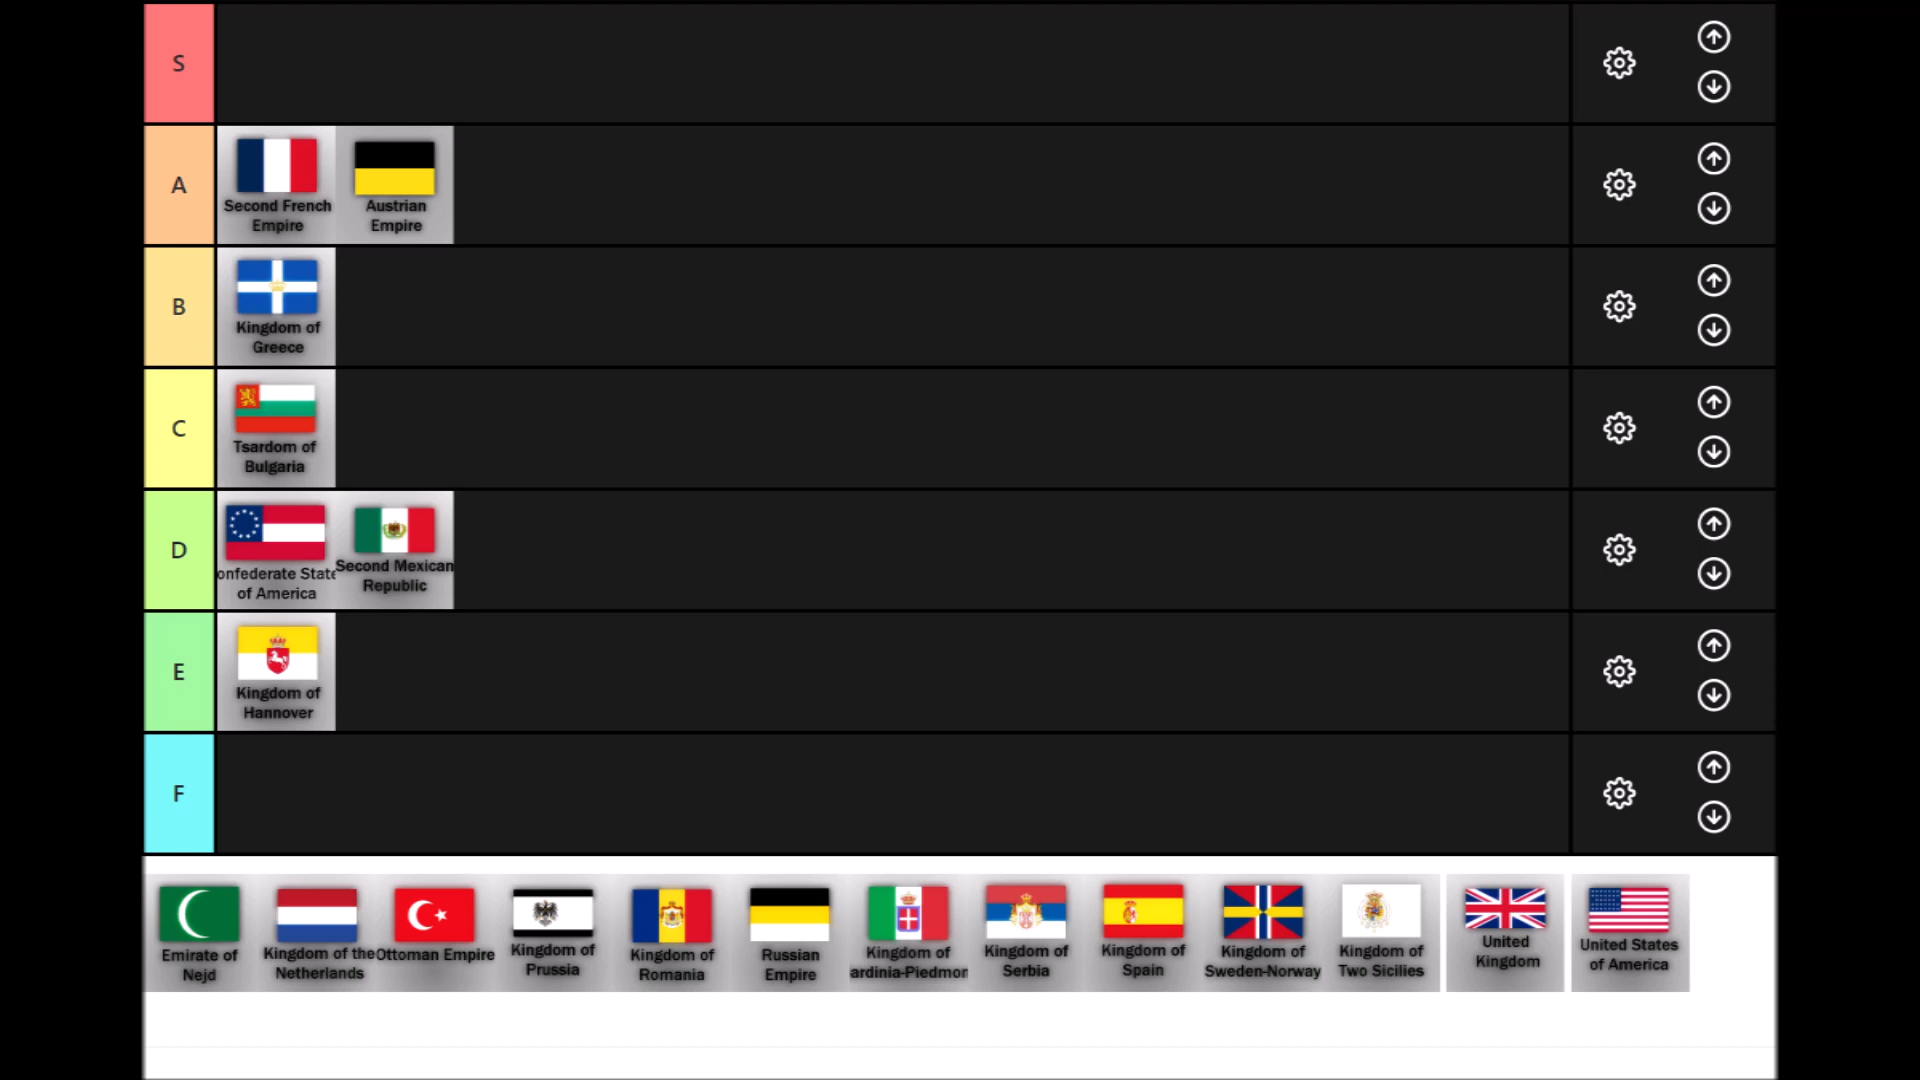 S
A
Second French
Empire
Austrian
Empire
B
Kingdom of
Greece
C
Tsardom of
Bulgaria
D
onfederate State
of America
Second Mexican
Republic
E
Kingdom of
Hannover
F
Emirate of
Nejd
Kingdom of the
Netherlands
Ottoman Empire
Kingdom of
Prussia
Kingdom of
Romania
Russian
Empire
Kingdom of
ardinia-Piedmon
Kingdom of
Serbia
Kingdom of
Spain
Kingdom of
Sweden-Norway
Kingdom of
Two Sicilies
United
Kingdom
United States
of America